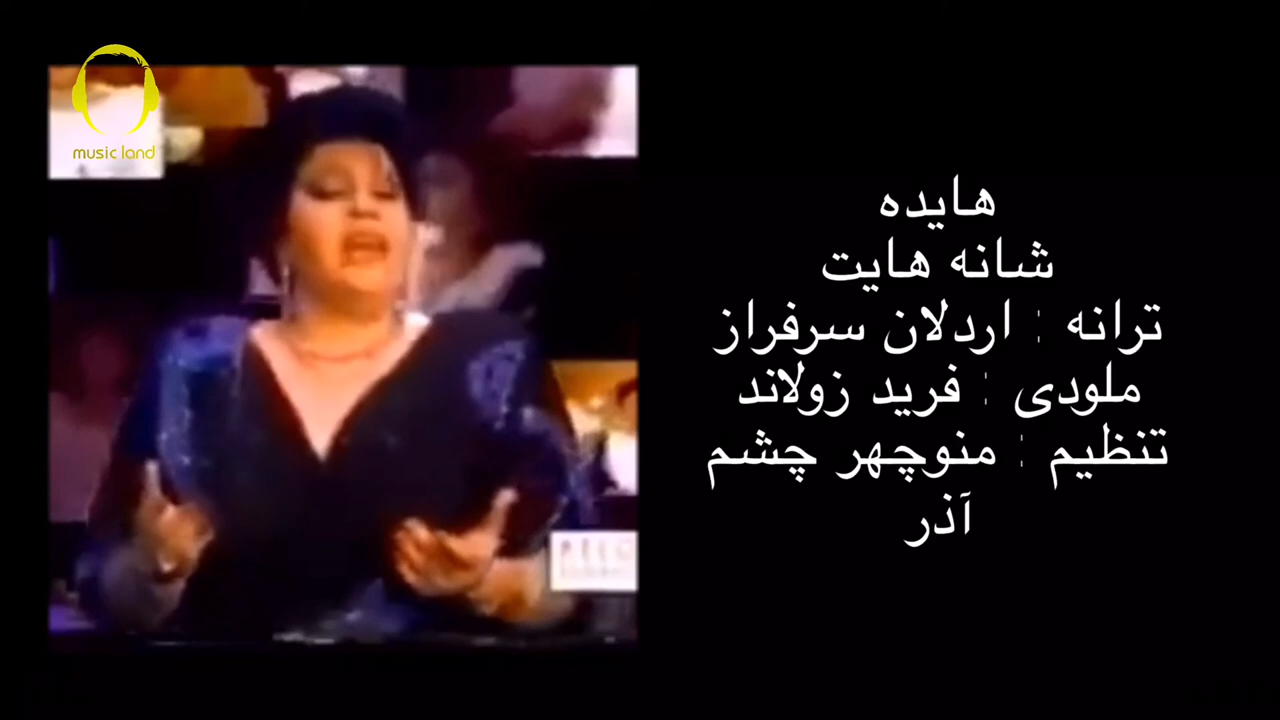 music land
هایده
شانه هایت
ترانه : اردلان سرفراز
ملودی : فرید زولاند
تنظیم : منوچهر چشم
آذر